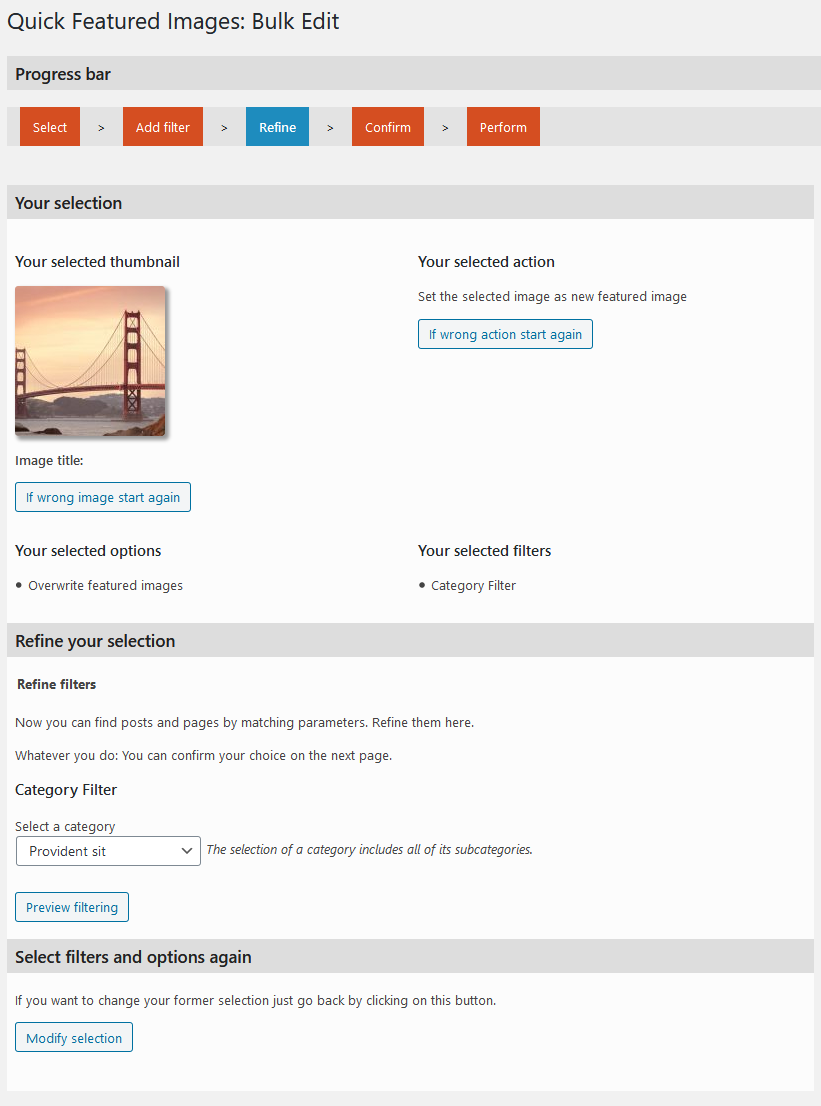 Quick Featured Images: Bulk Edit
Progress bar
Select > Add filter > Refine > Confirm > Perform
Your selection
Your selected thumbnail
Your selected action
Set the selected image as new featured image
If wrong action start again
Image title:
If wrong image start again
Your selected options
Your selected filters
• Overwrite featured images
• Category Filter
Refine your selection
Refine filters
Now you can find posts and pages by matching parameters. Refine them here.
Whatever you do: You can confirm your choice on the next page.
Category Filter
Select a category
Provident sit
The selection of a category includes all of its subcategories.
Preview filtering
Select filters and options again
If you want to change your former selection just go back by clicking on this button.
Modify selection